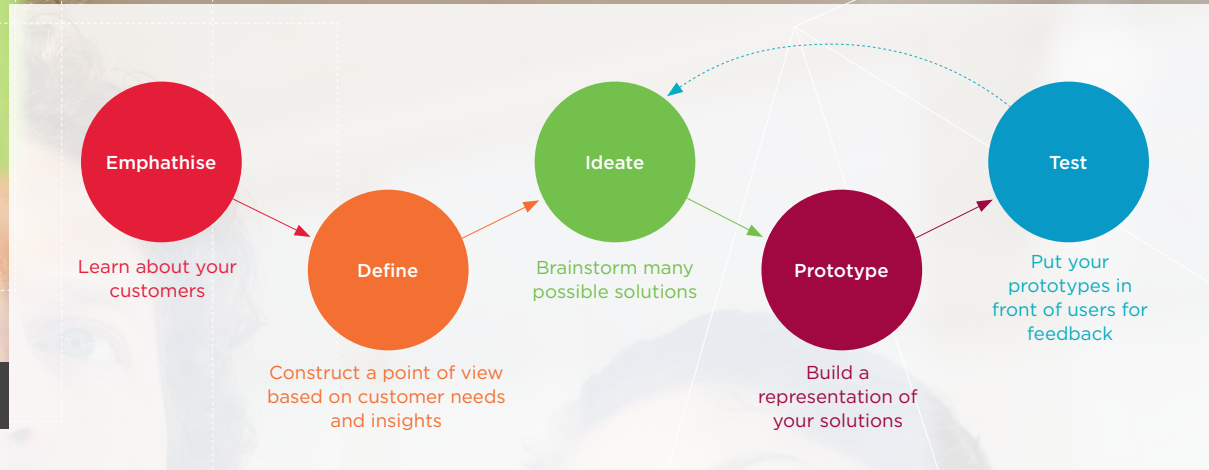 Emphathise
Learn about your
customers
Define
Construct a point of view
based on customer needs
and insights
Ideate
Brainstorm many
possible solutions
Prototype
Build a
representation of
your solutions
Test
Put your
prototypes in
front of users for
feedback